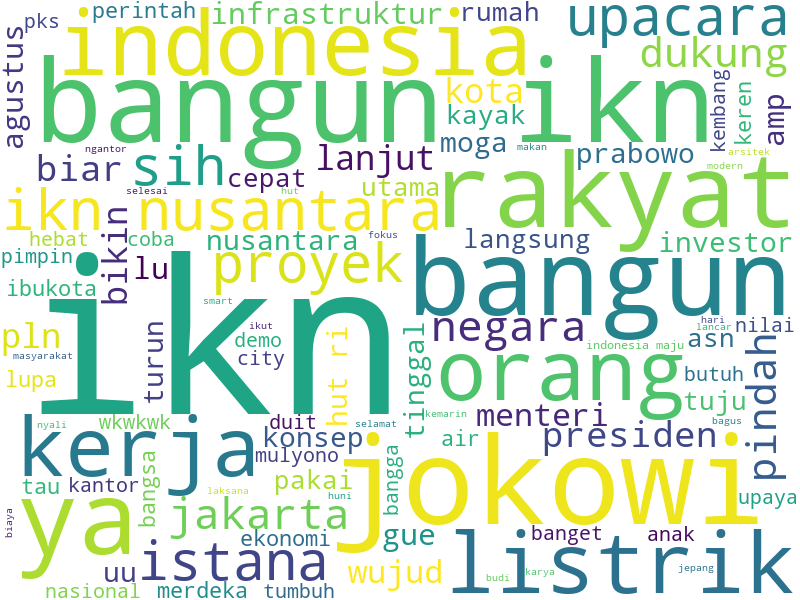 perintah
infrastruktur
rumah
upacara
pks
agustus
indonesia
dukung
bangun ikn
kota
kayak
kembang
keren
amp
ngantor
moga
makan
prabowo
arsitek
modern
biar
sih
cepat
lanjut
selesai
hut
utama
rakyat
ikn nusantara
hebat
coba
nusantara
fokus
langsung
investor
pimpin
bikin
lu
proyek
bangun
ibukota
ikn
smart
pln
ikut
demo
city
masyarakat
turun
hut ri
negara
hari
lancar
nilai
indonesia maju
asn
lupa
orang
butuh
tinggal
tuju
pindah
kemarin
menteri
nyali
wkwkwk
duit
selamat
bagus
kerja
konsep
mulyono
air
presiden
bangga
tau
kantor
bangsa
laksana
pakai
huni
jokowi
upaya
ya
jakarta
biaya
ekonomi
gue
banget
anak
uu
istana
wujud
listrik
jepang
budi
karya
nasional
merdeka
tumbuh